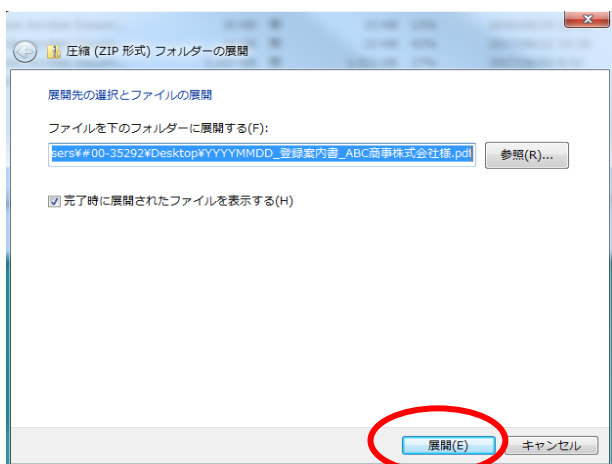 圧縮 (ZIP 形式) フォルダーの展開
展開先の選択とファイルの展開
ファイルを下のフォルダーに展開する(F):
sers¥#00-35292¥Desktop¥YYYYMMDD_登録案内書_ABC商事株式会社様.pdf
参照(R)...
完了時に展開されたファイルを表示する(H)
展開(E)
キャンセル